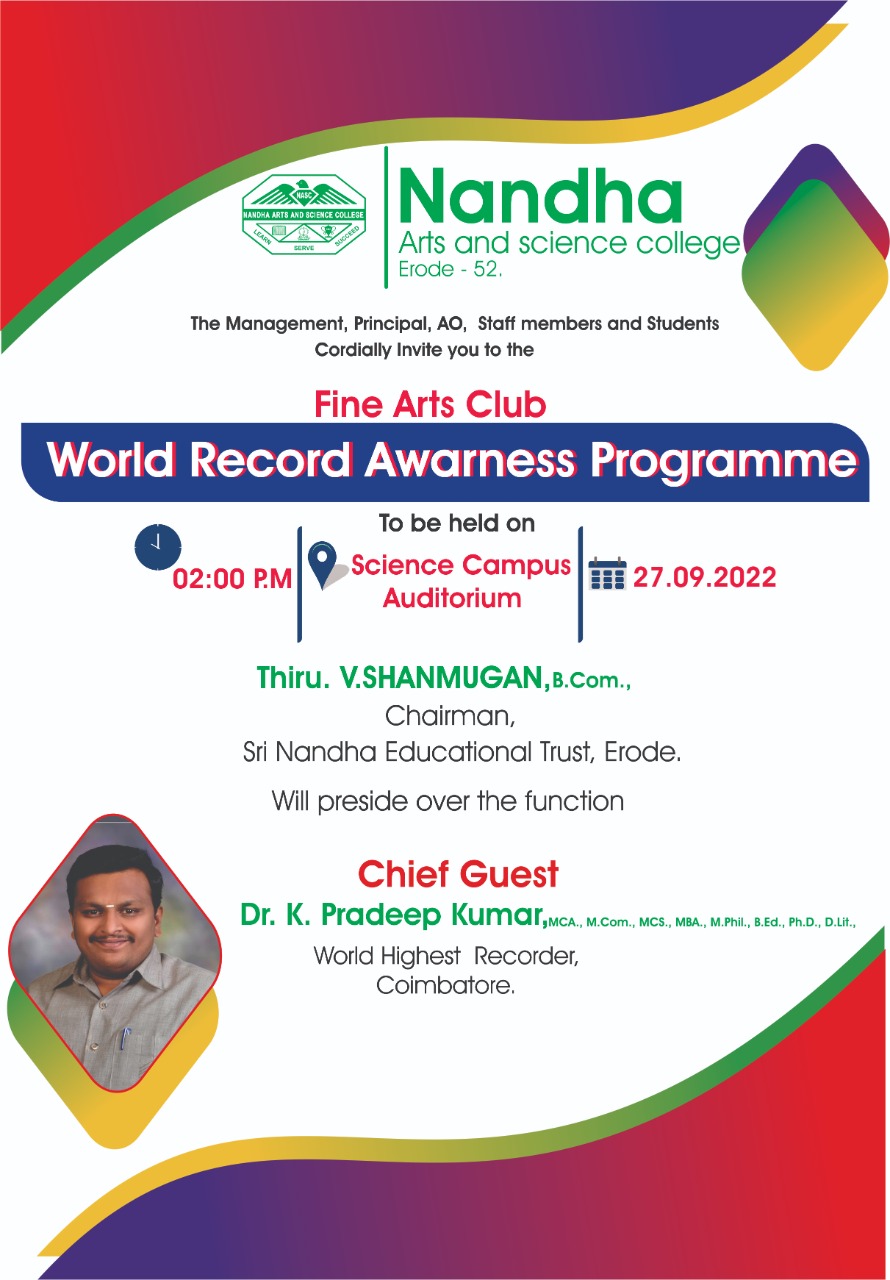 NASC
NANDHA ARTS AND SCIENCE COLLEGE
LEARN
SERVE
SUCCEED
Nandha
Arts and science college
Erode - 52.
The Management, Principal, AO, Staff members and Students
Cordially Invite you to the
Fine Arts Club
World Record Awarness Programme
To be held on
02:00 P.M
Science Campus
Auditorium
27.09.2022
Thiru. V.SHANMUGAN,B.Com.,
Chairman,
Sri Nandha Educational Trust, Erode.
Will preside over the function
Chief Guest
Dr. K. Pradeep Kumar,MCA., M.Com., MCS., MBA., M.Phil., B.Ed., Ph.D., D.Lit.,
World Highest Recorder,
Coimbatore.